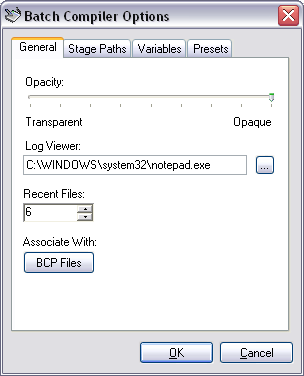 Batch Compiler Options
General Stage Paths Variables Presets
Opacity:
Transparent Opaque
Log Viewer:
C:\WINDOWS\system32\notepad.exe ...
Recent Files:
6
Associate With:
BCP Files
OK Cancel